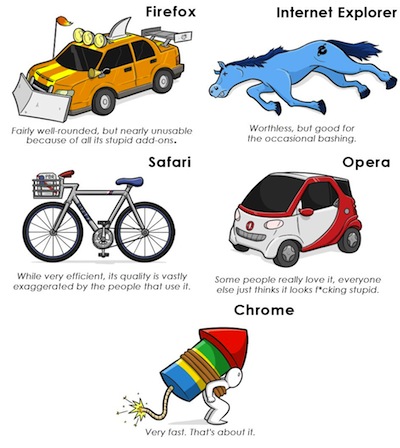 Firefox
Fairly well-rounded, but nearly unusable
because of all its stupid add-ons.
Internet Explorer
Worthless, but good for
the occasional bashing.
Safari
While very efficient, its quality is vastly
exaggerated by the people that use it.
Opera
Some people really love it, everyone
else just thinks it looks f*cking stupid.
Chrome
Very fast. That's about it.